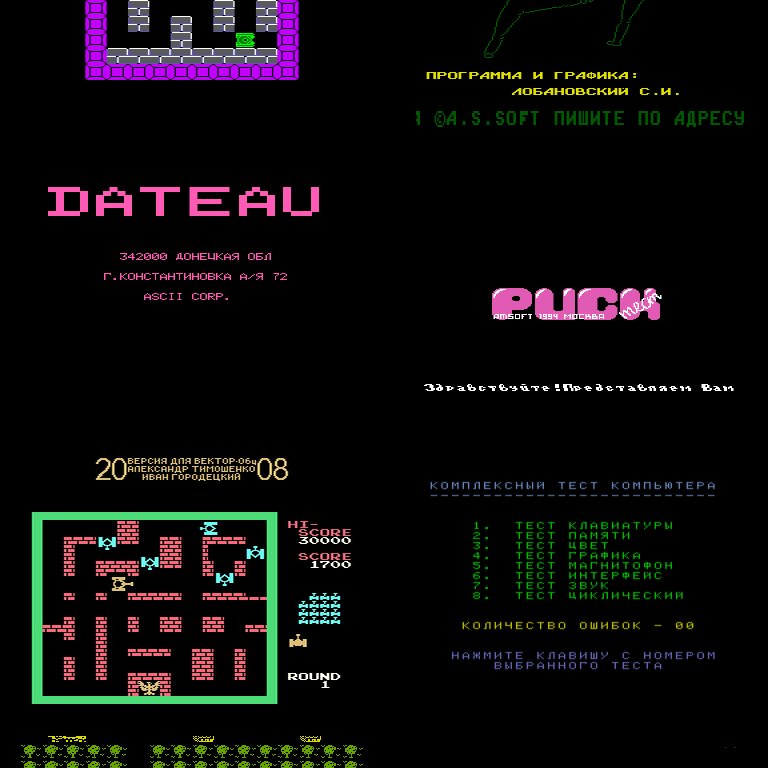 ПРОГРАММА И ГРАФИКА:
ЛОБАНОВСКИЙ С.И.
©A.S.SOFT ПИШИТЕ ПО АДРЕСУ
DATEAU
342000 ДОНЕЦКАЯ ОБЛ
Г.КОНСТАНТИНОВКА А/Я 72
ASCII CORP.
PUCK тест
AMSOFT 1994 МОСКВА
Здравствуйте!Представляем Вам
20 08
ВЕРСИЯ ДЛЯ ВЕКТОР-06ц
АЛЕКСАНДР ТИМОШЕНКО
ИВАН ГОРОДЕЦКИЙ
HI-
SCORE
30000
SCORE
1700
ROUND
1
КОМПЛЕКСНЫЙ ТЕСТ КОМПЬЮТЕРА
1. ТЕСТ КЛАВИАТУРЫ
2. ТЕСТ ПАМЯТИ
3. ТЕСТ ЦВЕТ
4. ТЕСТ ГРАФИКА
5. ТЕСТ МАГНИТОФОН
6. ТЕСТ ИНТЕРФЕЙС
7. ТЕСТ ЗВУК
8. ТЕСТ ЦИКЛИЧЕСКИЙ
КОЛИЧЕСТВО ОШИБОК - 00
НАЖМИТЕ КЛАВИШУ С НОМЕРОМ
ВЫБРАННОГО ТЕСТА